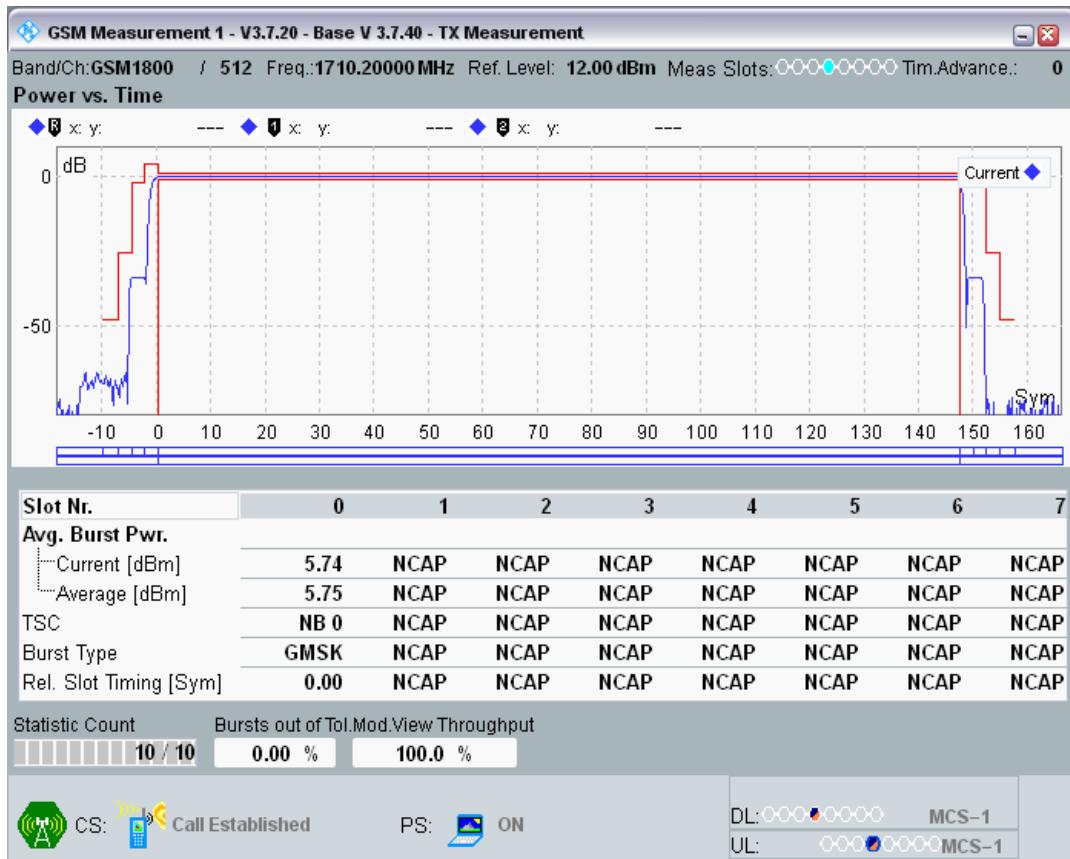 GSM Measurement 1 - V3.7.20 - Base V 3.7.40 - TX Measurement
Band/Ch:GSM1800 / 512 Freq.:1710.20000 MHz Ref. Level: 12.00 dBm Meas Slots: Tim.Advance.: 0
Power vs. Time
R x: y: --- 1 x: y: --- 2 x: y: ---
dB
Current
0
-50
Sym
-10 0 10 20 30 40 50 60 70 80 90 100 110 120 130 140 150 160
Slot Nr. 0 1 2 3 4 5 6 7
Avg. Burst Pwr.
Current [dBm] 5.74 NCAP NCAP NCAP NCAP NCAP NCAP NCAP
Average [dBm] 5.75 NCAP NCAP NCAP NCAP NCAP NCAP NCAP
TSC NB 0 NCAP NCAP NCAP NCAP NCAP NCAP NCAP
Burst Type GMSK NCAP NCAP NCAP NCAP NCAP NCAP NCAP
Rel. Slot Timing [Sym] 0.00 NCAP NCAP NCAP NCAP NCAP NCAP NCAP
Statistic Count Bursts out of Tol. Mod.View Throughput
10 / 10 0.00 % 100.0 %
CS: Call Established PS: ON DL: MCS-1
UL: MCS-1